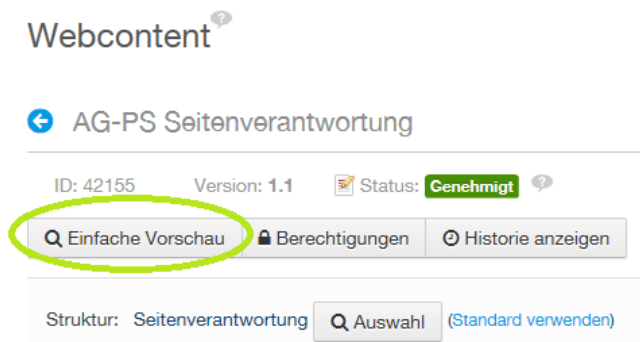 Webcontent ?
AG-PS Seitenverantwortung
ID: 42155 Version: 1.1 Status: Genehmigt ?
Einfache Vorschau Berechtigungen Historie anzeigen
Struktur: Seitenverantwortung Auswahl (Standard verwenden)